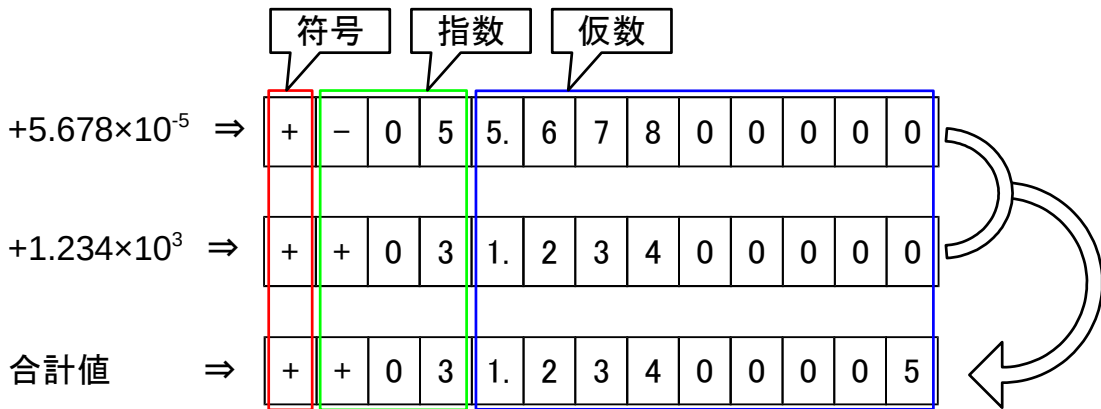 符号 指数 仮数
+5.678×10⁻⁵ ⇒ + − 0 5 5. 6 7 8 0 0 0 0 0
+1.234×10³ ⇒ + + 0 3 1. 2 3 4 0 0 0 0 0
合計値 ⇒ + + 0 3 1. 2 3 4 0 0 0 0 5